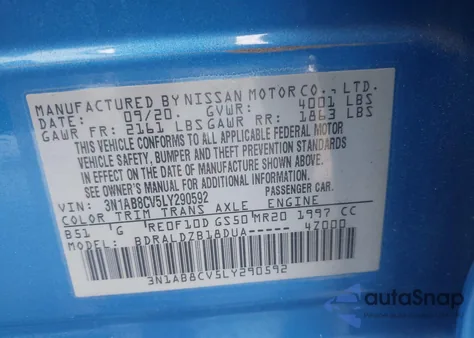 MANUFACTURED BY NISSAN MOTOR CO., LTD.
DATE: 09/20. GVWR: 4001 LBS
GAWR FR: 2161 LBS GAWR RR: 1863 LBS
THIS VEHICLE CONFORMS TO ALL APPLICABLE FEDERAL MOTOR
VEHICLE SAFETY, BUMPER AND THEFT PREVENTION STANDARDS
IN EFFECT ON THE DATE OF MANUFACTURE SHOWN ABOVE.
SEE OWNER'S MANUAL OF ADDITIONAL INFORMATION
VIN: 3N1AB8CV5LY290592 PASSENGER CAR.
COLOR TRIM TRANS AXLE ENGINE
B51 G RE0F10D GS50 MR20 1997 CC
MODEL: BDRALDZB18DUA----- 4Z000
3N1AB8CV5LY290592
autoSnap